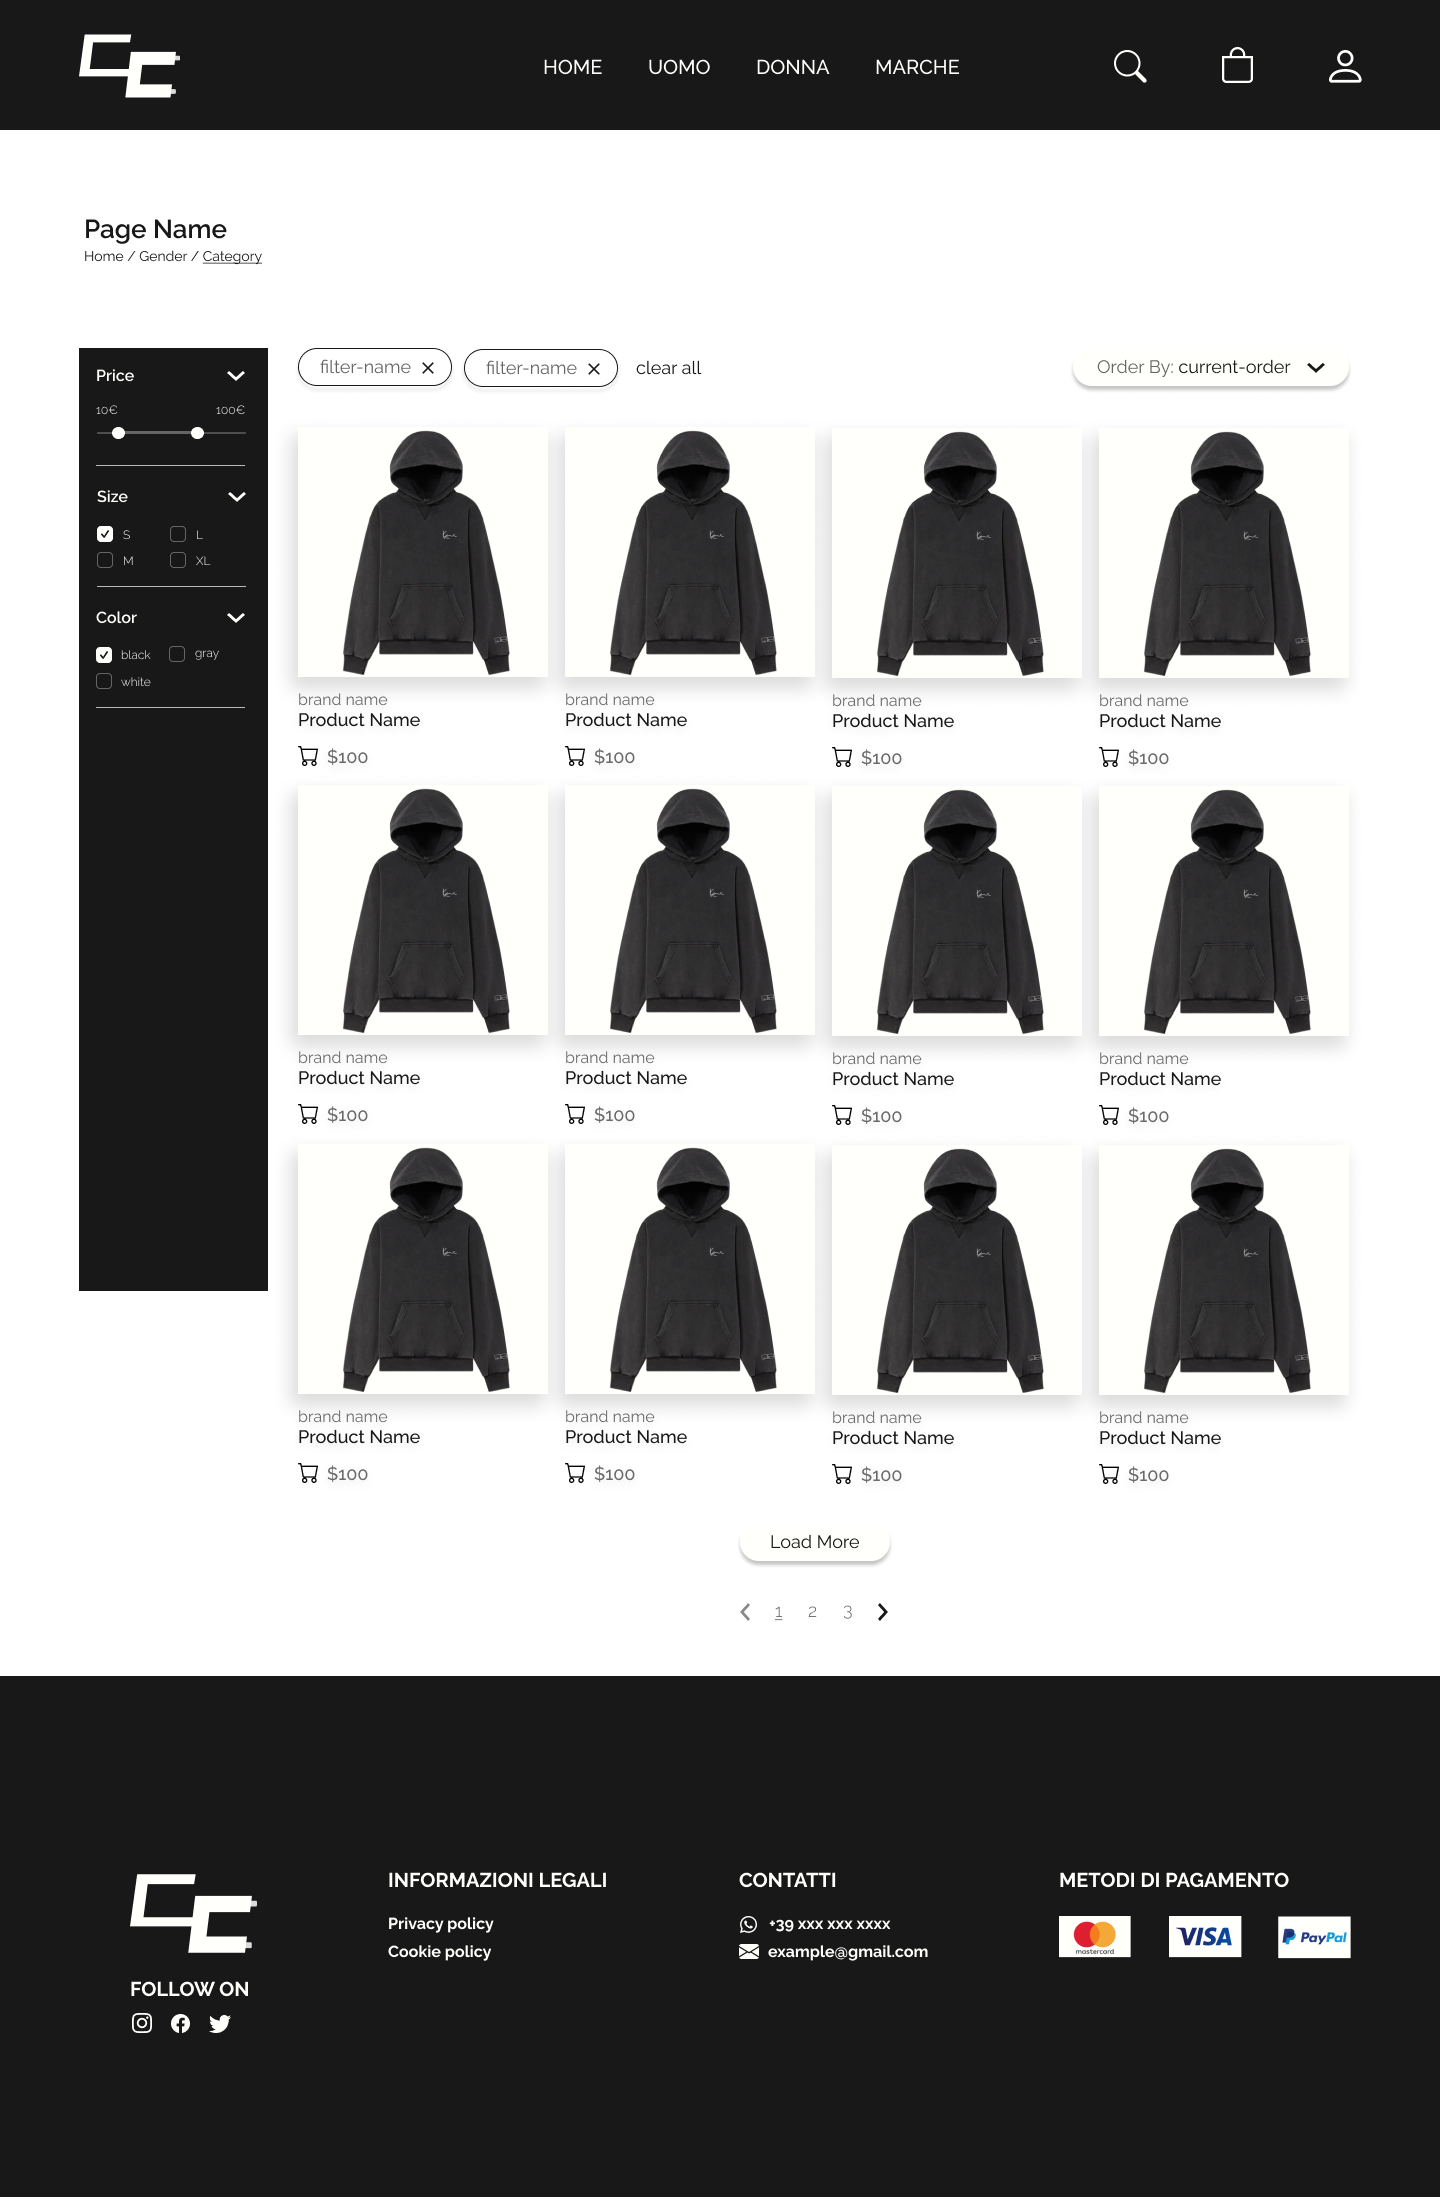 CC
HOME UOMO DONNA MARCHE
Page Name
Home / Gender / Category
Price
10€ 100€
Size
S L
M XL
Color
black gray
white
filter-name filter-name clear all
Order By: current-order
brand name brand name brand name brand name
Product Name Product Name Product Name Product Name
$100 $100 $100 $100
brand name brand name brand name brand name
Product Name Product Name Product Name Product Name
$100 $100 $100 $100
brand name brand name brand name brand name
Product Name Product Name Product Name Product Name
$100 $100 $100 $100
Load More
1 2 3
CC
FOLLOW ON
INFORMAZIONI LEGALI
Privacy policy
Cookie policy
CONTATTI
+39 xxx xxx xxxx
example@gmail.com
METODI DI PAGAMENTO
mastercard VISA PayPal